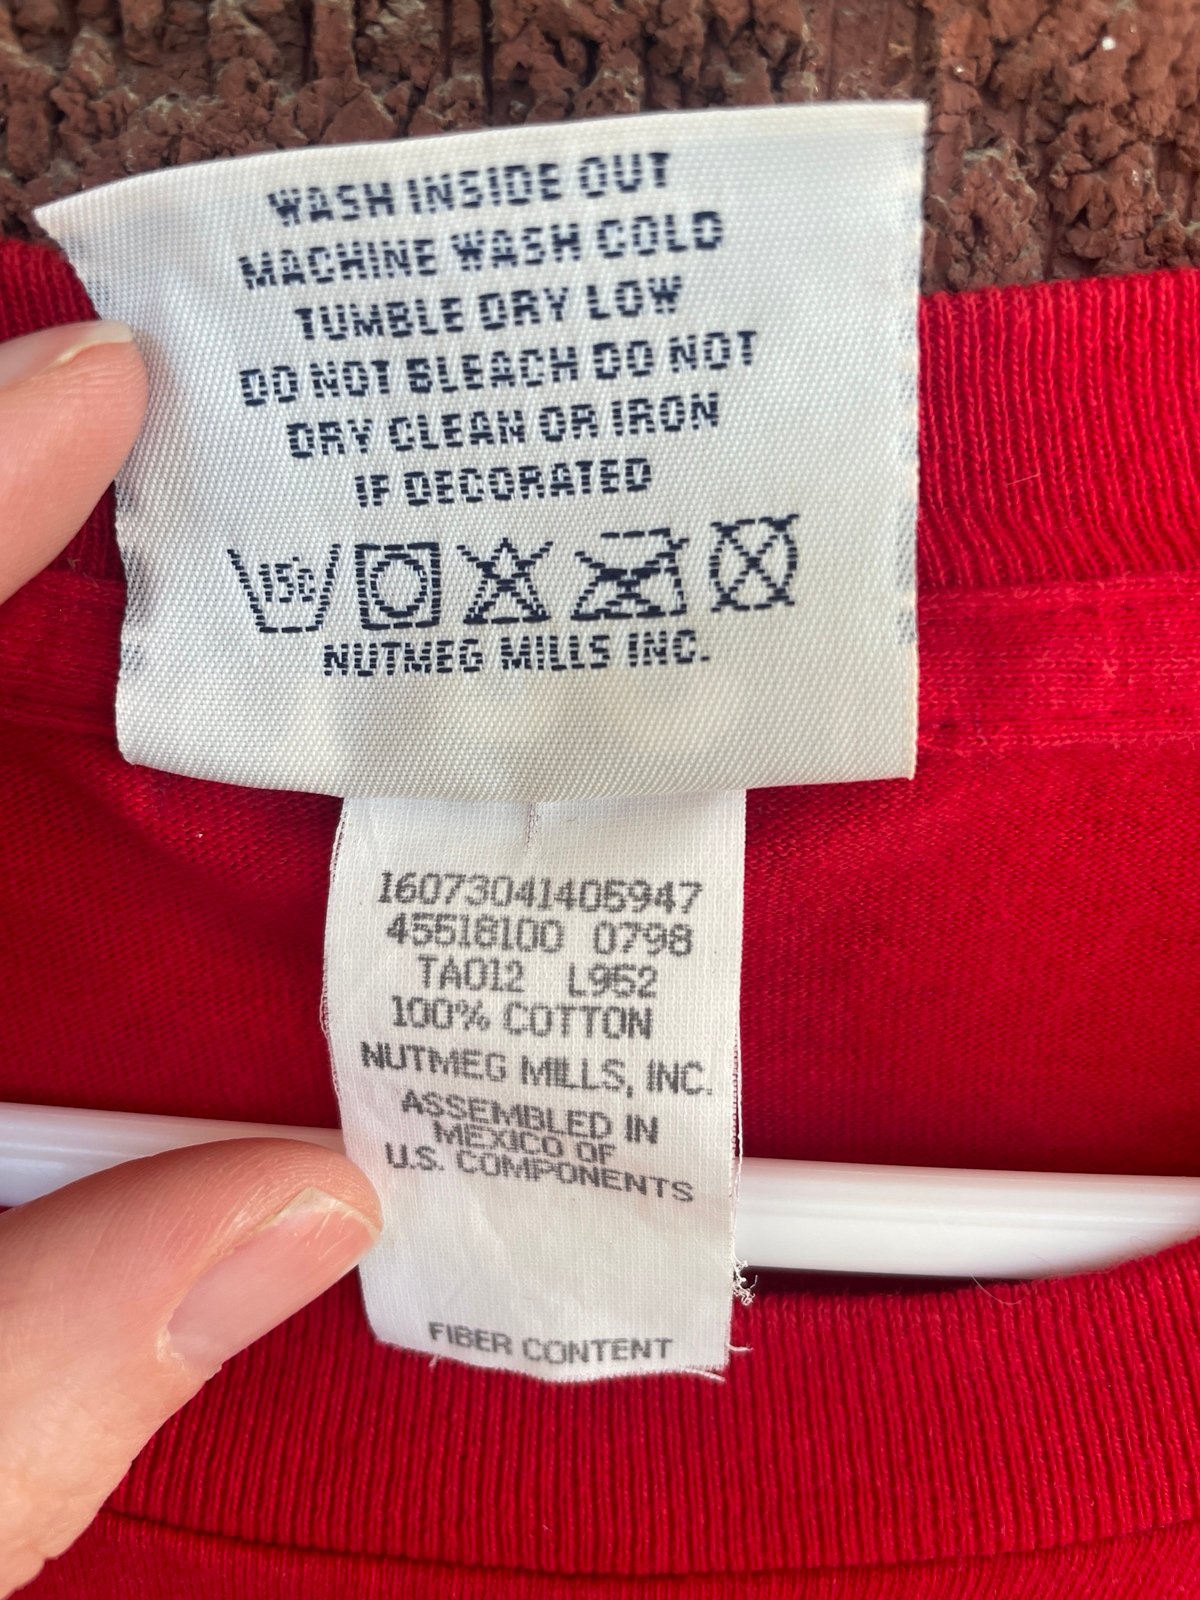 WASH INSIDE OUT
MACHINE WASH COLD
TUMBLE DRY LOW
DO NOT BLEACH DO NOT
DRY CLEAN OR IRON
IF DECORATED
150
NUTMEG MILLS INC.
16073041405947
45518100 0798
TA012 L952
100% COTTON
NUTMEG MILLS, INC.
ASSEMBLED IN
MEXICO OF
U.S. COMPONENTS
FIBER CONTENT